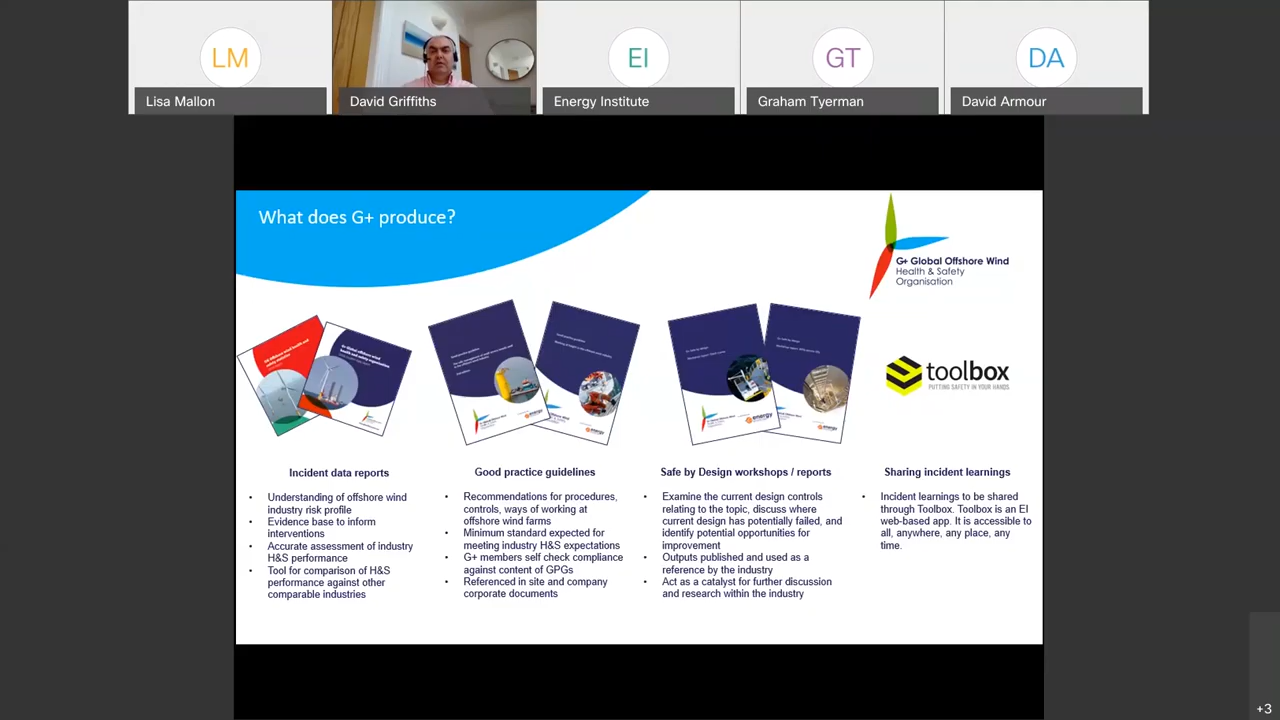 LM
EI
GT
DA
Lisa Mallon
David Griffiths
Energy Institute
Graham Tyerman
David Armour
What does G+ produce?
G+ Global Offshore Wind
Health & Safety
Organisation
toolbox
PUTTING SAFETY IN YOUR HANDS.
Incident data reports
• Understanding of offshore wind
industry risk profile
• Evidence base to inform
interventions
• Accurate assessment of industry
H&S performance
• Tool for comparison of H&S
performance against other
comparable industries
Good practice guidelines
• Recommendations for procedures,
controls, ways of working at
offshore wind farms
• Minimum standard expected for
meeting industry H&S expectations
• G+ members self check compliance
against content of GPGs
• Referenced in site and company
corporate documents
Safe by Design workshops / reports
• Examine the current design controls
relating to the topic, discuss where
current design has potentially failed, and
identify potential opportunities for
improvement
• Outputs published and used as a
reference by the industry
• Act as a catalyst for further discussion
and research within the industry
Sharing incident learnings
• Incident learnings to be shared
through Toolbox. Toolbox is an EI
web-based app. It is accessible to
all, anywhere, any place, any
time.
+3